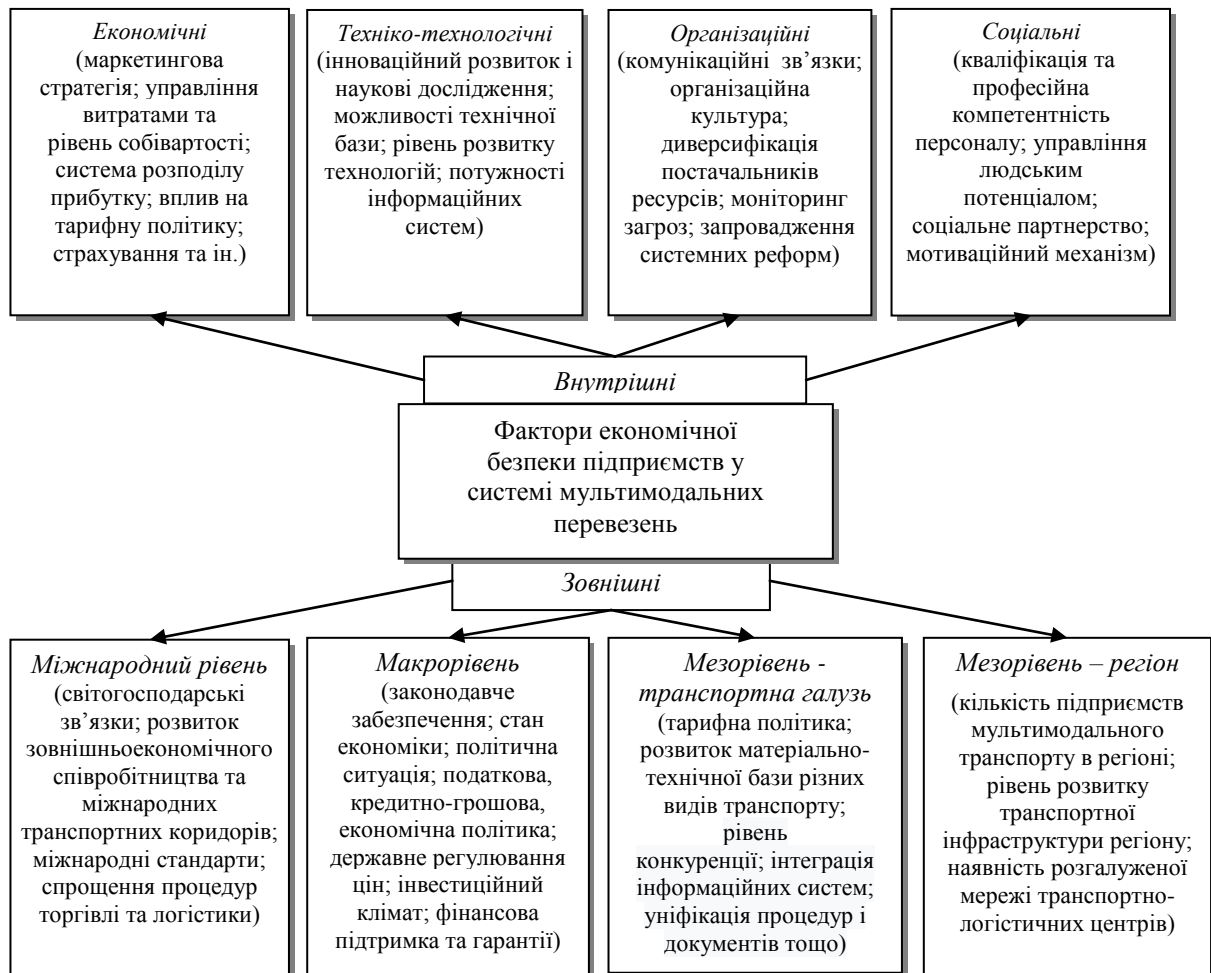 Економічні
(маркетингова
стратегія; управління
витратами та
рівень собівартості;
система розподілу
прибутку; вплив на
тарифну політику;
страхування та ін.)
Техніко-технологічні
(інноваційний розвиток і
наукові дослідження;
можливості технічної
бази; рівень розвитку
технологій; потужності
інформаційних
систем)
Організаційні
(комунікаційні зв’язки;
організаційна
культура;
диверсифікація
постачальників
ресурсів; моніторинг
загроз; запровадження
системних реформ)
Соціальні
(кваліфікація та
професійна
компетентність
персоналу; управління
людським
потенціалом;
соціальне партнерство;
мотиваційний механізм)
Внутрішні
Фактори економічної
безпеки підприємств у
системі мультимодальних
перевезень
Зовнішні
Міжнародний рівень
(світогосподарські
зв’язки; розвиток
зовнішньоекономічного
співробітництва та
міжнародних
транспортних коридорів;
міжнародні стандарти;
спрощення процедур
торгівлі та логістики)
Макрорівень
(законодавче
забезпечення; стан
економіки; політична
ситуація; податкова,
кредитно-грошова,
економічна політика;
державне регулювання
цін; інвестиційний
клімат; фінансова
підтримка та гарантії)
Мезорівень -
транспортна галузь
(тарифна політика;
розвиток матеріально-
технічної бази різних
видів транспорту;
рівень
конкуренції; інтеграція
інформаційних систем;
уніфікація процедур і
документів тощо)
Мезорівень – регіон
(кількість підприємств
мультимодального
транспорту в регіоні;
рівень розвитку
транспортної
інфраструктури регіону;
наявність розгалуженої
мережі транспортно-
логістичних центрів)